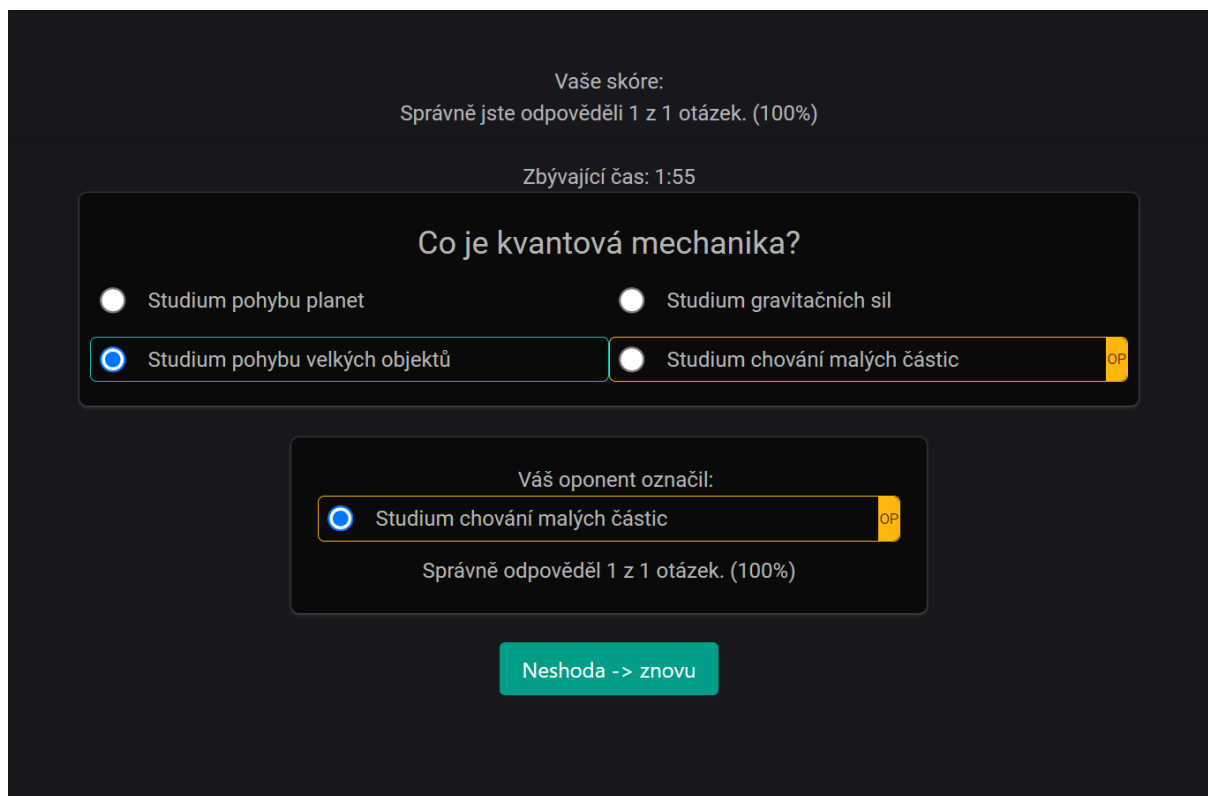 Vaše skóre:
Správně jste odpověděli 1 z 1 otázek. (100%)
Zbývající čas: 1:55
Co je kvantová mechanika?
Studium pohybu planet
Studium gravitačních sil
Studium pohybu velkých objektů
Studium chování malých částic OP
Váš oponent označil:
Studium chování malých částic OP
Správně odpověděl 1 z 1 otázek. (100%)
Neshoda -> znovu